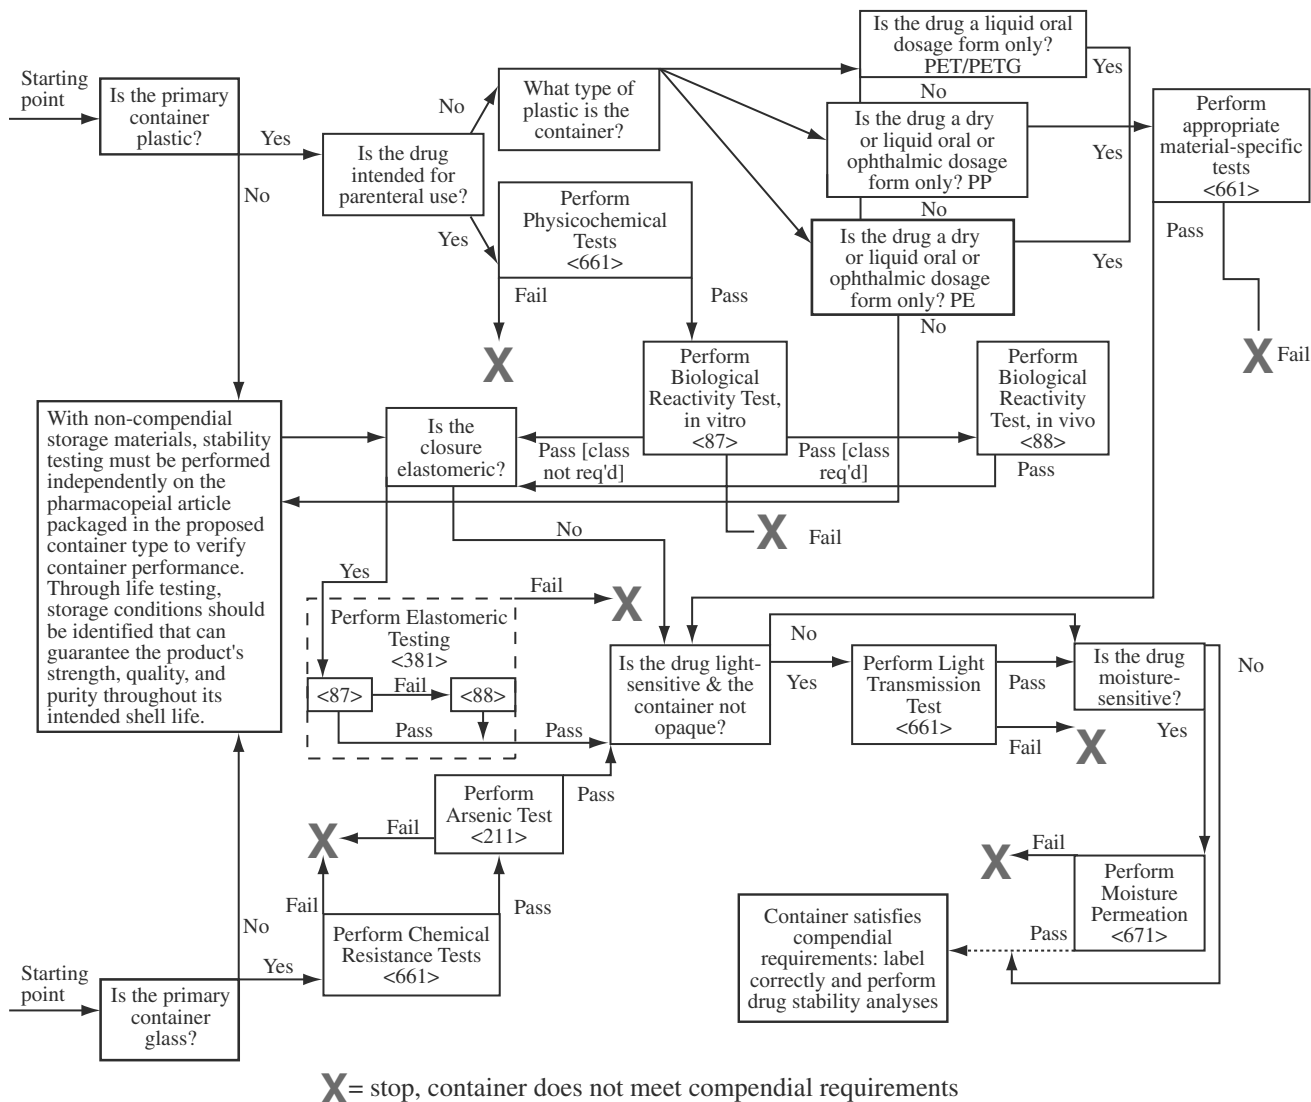 Starting
point
Is the primary
container
plastic?
Yes
No
Is the drug
intended for
parenteral use?
No
Yes
What type of
plastic is the
container?
Perform
Physicochemical
Tests
<661>
Fail
Pass
X
Is the drug a liquid oral
dosage form only?
PET/PETG
Yes
No
Is the drug a dry
or liquid oral or
ophthalmic dosage
form only? PP
Yes
No
Is the drug a dry
or liquid oral or
ophthalmic dosage
form only? PE
Yes
No
Perform
appropriate
material-specific
tests
<661>
Pass
X Fail
Perform
Biological
Reactivity Test,
in vitro
<87>
Pass [class
not req'd]
Pass [class
req'd]
X Fail
Perform
Biological
Reactivity
Test, in vivo
<88>
Pass
With non-compendial
storage materials, stability
testing must be performed
independently on the
pharmacopeial article
packaged in the proposed
container type to verify
container performance.
Through life testing,
storage conditions should
be identified that can
guarantee the product's
strength, quality, and
purity throughout its
intended shell life.
Is the
closure
elastomeric?
No
Yes
Perform Elastomeric
Testing
<381>
Fail
X
<87>
Fail
<88>
Pass
Pass
Is the drug light-
sensitive & the
container not
opaque?
No
Yes
Perform Light
Transmission
Test
<661>
Pass
Fail
X
Is the drug
moisture-
sensitive?
No
Yes
Perform
Arsenic Test
<211>
Pass
Fail
X
Fail
Pass
Perform Chemical
Resistance Tests
<661>
Perform
Moisture
Permeation
<671>
Fail
X
Pass
Container satisfies
compendial
requirements: label
correctly and perform
drug stability analyses
Starting
point
Is the primary
container
glass?
Yes
No
X = stop, container does not meet compendial requirements